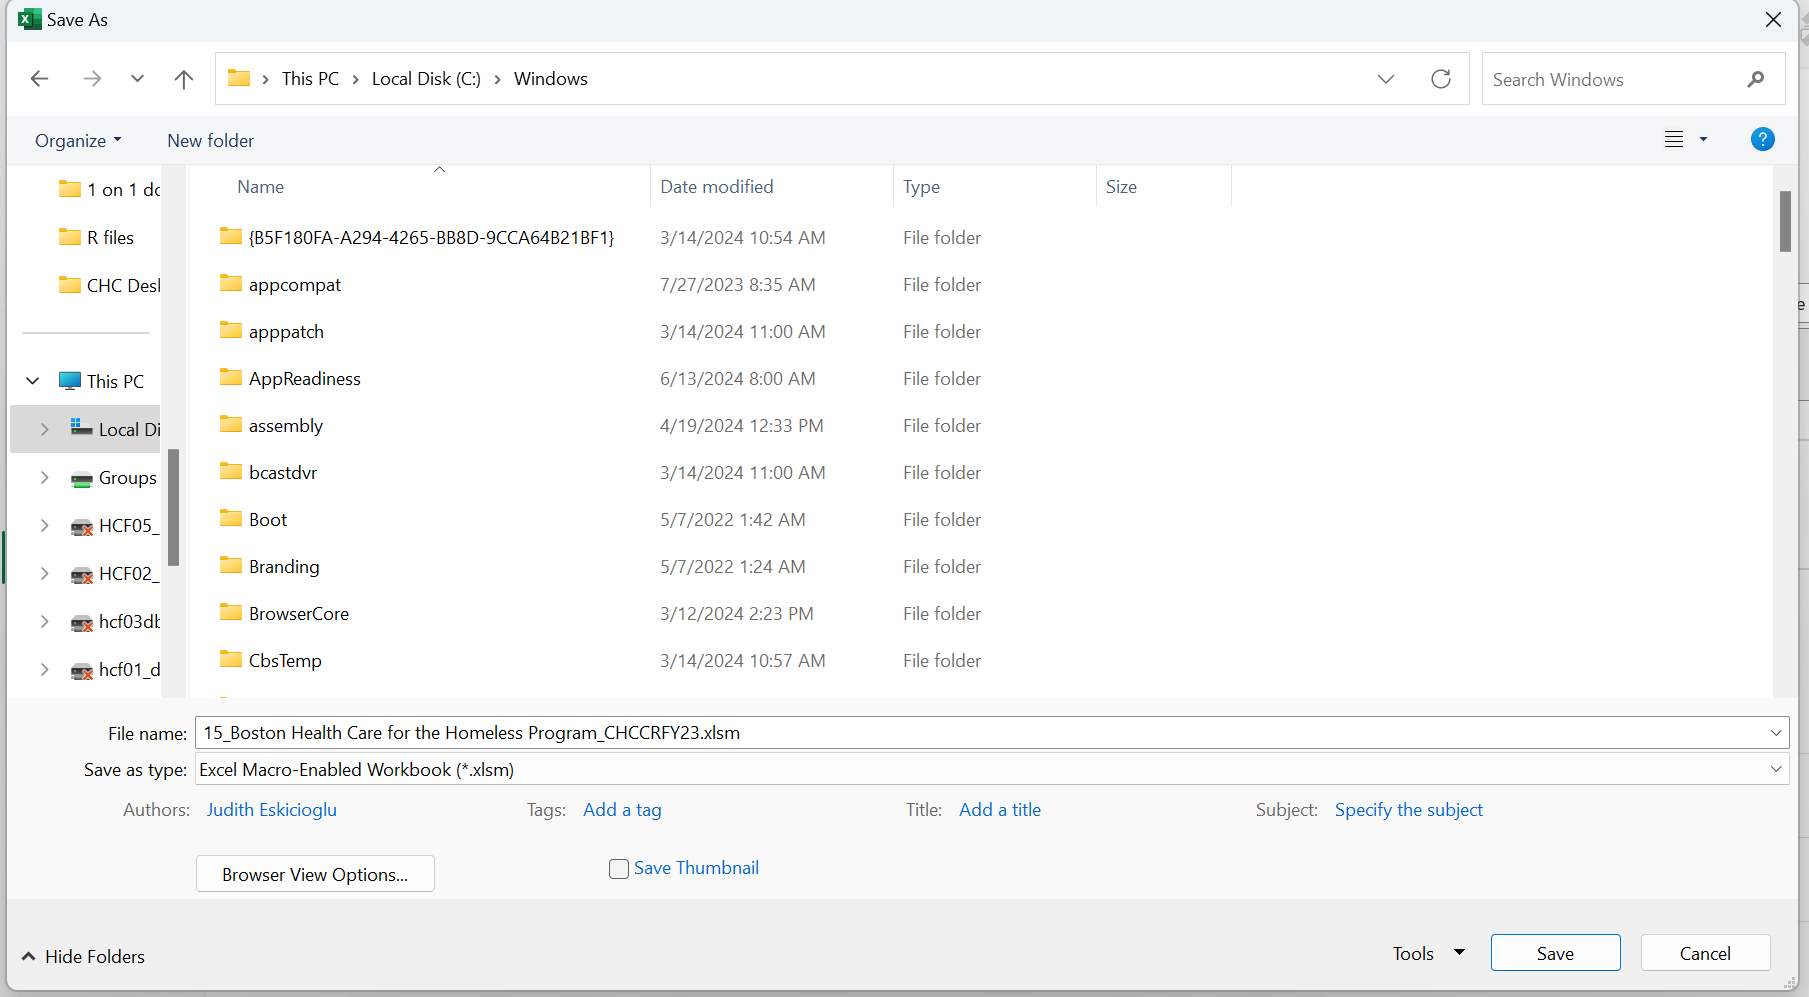 Save As
This PC > Local Disk (C:) > Windows
Search Windows
Organize
New folder
?
1 on 1 dc
R files
CHC Desl
This PC
Local Di
Groups
HCF05_
HCF02_
hcf03db
hcf01_d
Name Date modified Type Size
{B5F180FA-A294-4265-BB8D-9CCA64B21BF1} 3/14/2024 10:54 AM File folder
appcompat 7/27/2023 8:35 AM File folder
apppatch 3/14/2024 11:00 AM File folder
AppReadiness 6/13/2024 8:00 AM File folder
assembly 4/19/2024 12:33 PM File folder
bcastdvr 3/14/2024 11:00 AM File folder
Boot 5/7/2022 1:42 AM File folder
Branding 5/7/2022 1:24 AM File folder
BrowserCore 3/12/2024 2:23 PM File folder
CbsTemp 3/14/2024 10:57 AM File folder
File name: 15_Boston Health Care for the Homeless Program_CHCCRFY23.xlsm
Save as type: Excel Macro-Enabled Workbook (*.xlsm)
Authors: Judith Eskicioglu Tags: Add a tag Title: Add a title Subject: Specify the subject
Browser View Options...
Save Thumbnail
Hide Folders
Tools
Save
Cancel